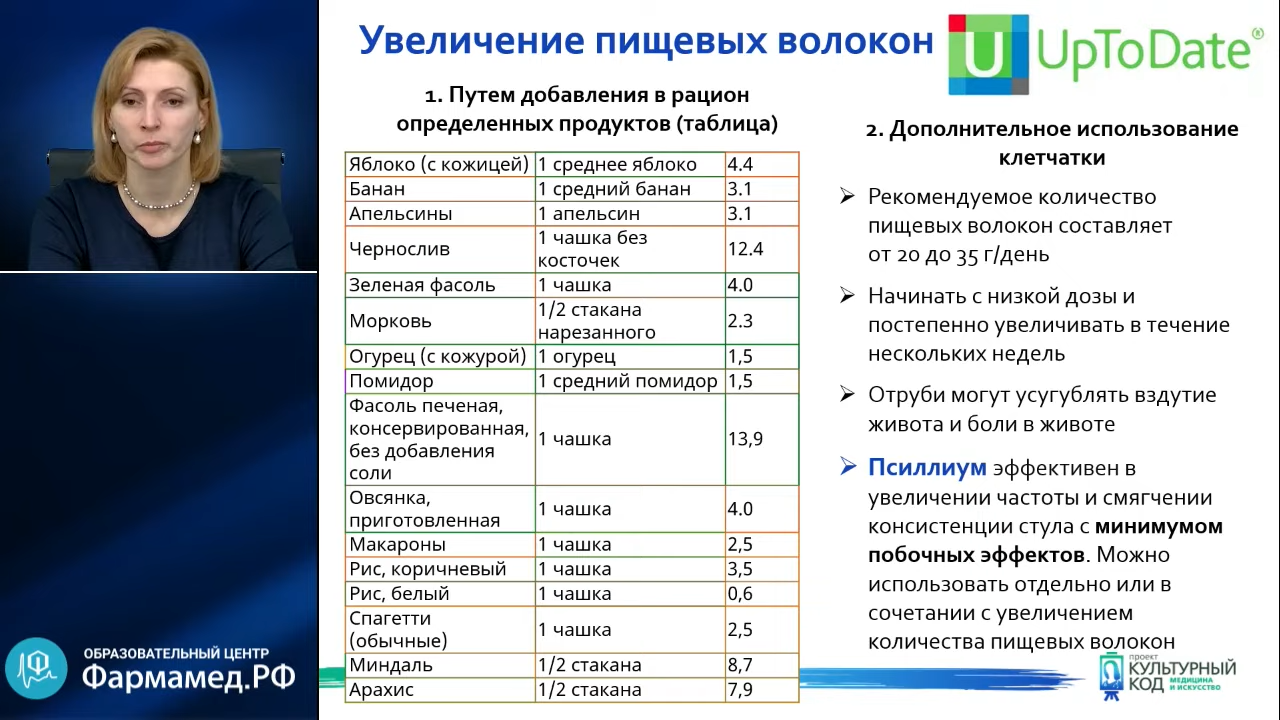 Увеличение пищевых волокон
UpToDate®
1. Путем добавления в рацион
определенных продуктов (таблица)
Яблоко (с кожицей) 1 среднее яблоко 4.4
Банан 1 средний банан 3.1
Апельсины 1 апельсин 3.1
Чернослив 1 чашка без косточек 12.4
Зеленая фасоль 1 чашка 4.0
Морковь 1/2 стакана нарезанного 2.3
Огурец (с кожурой) 1 огурец 1,5
Помидор 1 средний помидор 1,5
Фасоль печеная, консервированная, без добавления соли 1 чашка 13,9
Овсянка, приготовленная 1 чашка 4.0
Макароны 1 чашка 2,5
Рис, коричневый 1 чашка 3,5
Рис, белый 1 чашка 0,6
Спагетти (обычные) 1 чашка 2,5
Миндаль 1/2 стакана 8,7
Арахис 1/2 стакана 7,9
2. Дополнительное использование
клетчатки
Рекомендуемое количество
пищевых волокон составляет
от 20 до 35 г/день
Начинать с низкой дозы и
постепенно увеличивать в течение
нескольких недель
Отруби могут усугублять вздутие
живота и боли в животе
Псиллиум эффективен в
увеличении частоты и смягчении
консистенции стула с минимумом
побочных эффектов. Можно
использовать отдельно или в
сочетании с увеличением
количества пищевых волокон
ОБРАЗОВАТЕЛЬНЫЙ ЦЕНТР
Фармамед.РФ
проект
КУЛЬТУРНЫЙ
КОД МЕДИЦИНА
И ИСКУССТВО